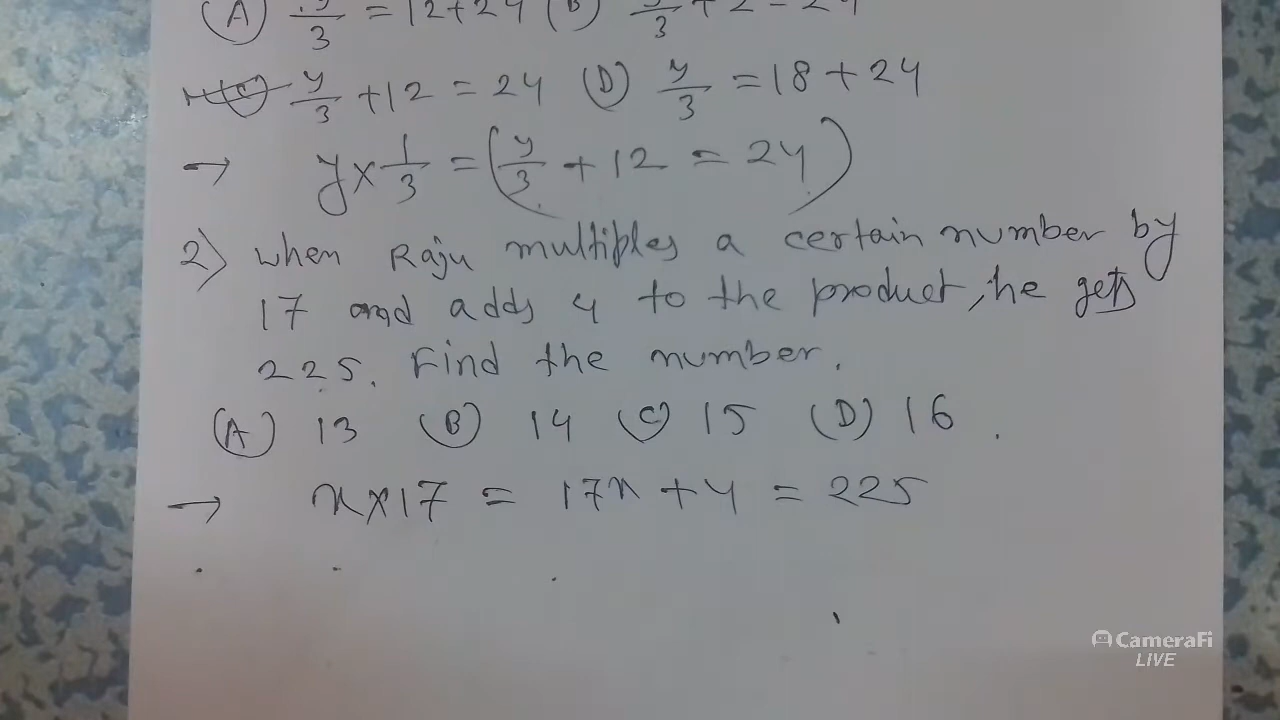 (A) y/3 = 12+24 (B) y/3 + 2 = 24
(C) y/3 + 12 = 24 (D) y/3 = 18 + 24
→ y × 1/3 = (y/3 + 12 = 24)
2) when Raju multiples a certain number by
17 and adds 4 to the product, he gets
225. Find the number.
(A) 13 (B) 14 (C) 15 (D) 16.
→ x × 17 = 17x + 4 = 225
CameraFi
LIVE